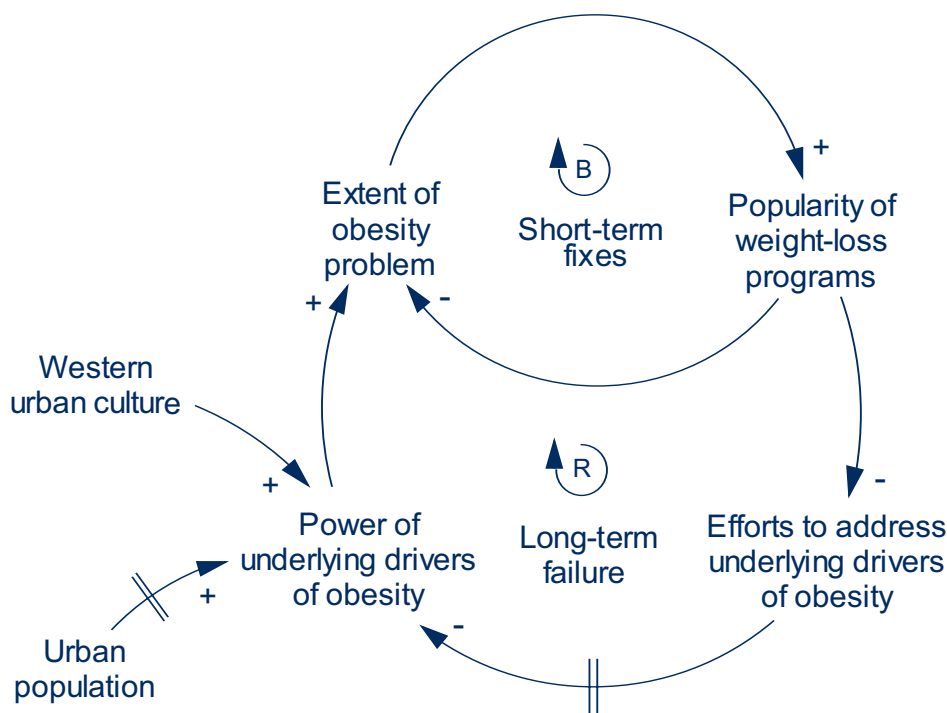 +
B
Extent of
obesity
problem
Short-term
fixes
Popularity of
weight-loss
programs
+
-
Western
urban culture
+
R
-
Power of
underlying drivers
of obesity
Long-term
failure
Efforts to address
underlying drivers
of obesity
+
-
Urban
population